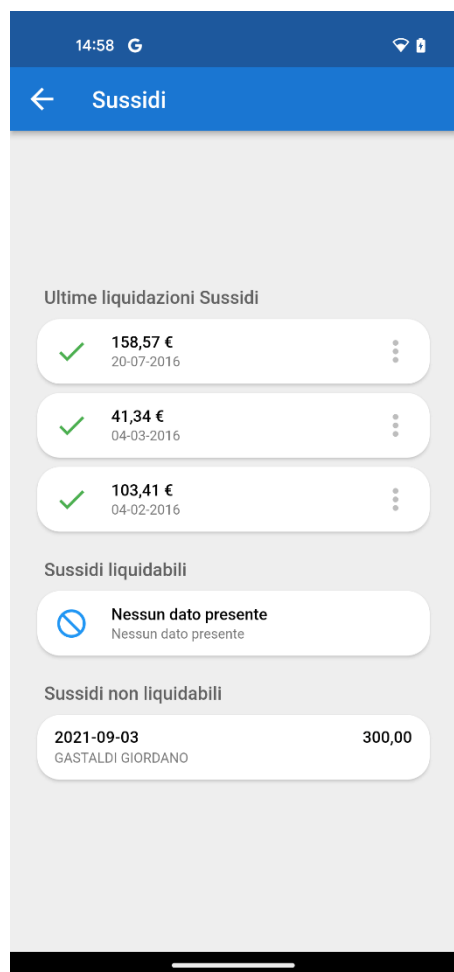 14:58 G
Sussidi
Ultime liquidazioni Sussidi
158,57 €
20-07-2016
41,34 €
04-03-2016
103,41 €
04-02-2016
Sussidi liquidabili
Nessun dato presente
Nessun dato presente
Sussidi non liquidabili
2021-09-03 300,00
GASTALDI GIORDANO